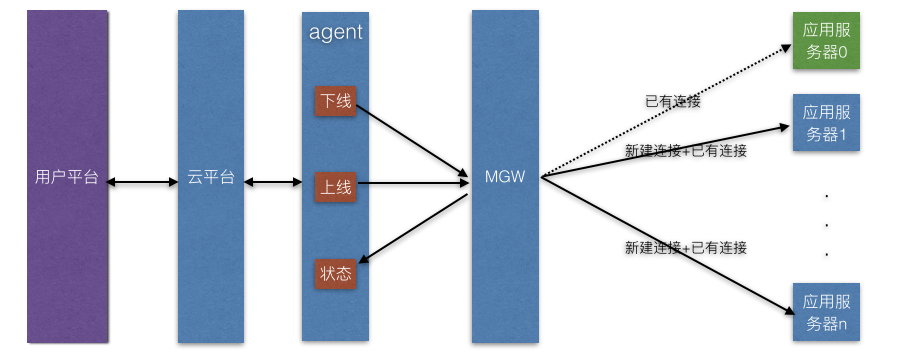 用户平台
云平台
agent
下线
上线
状态
MGW
已有连接
新建连接+已有连接
新建连接+已有连接
应用服
务器0
应用服
务器1
.
.
.
应用服
务器n